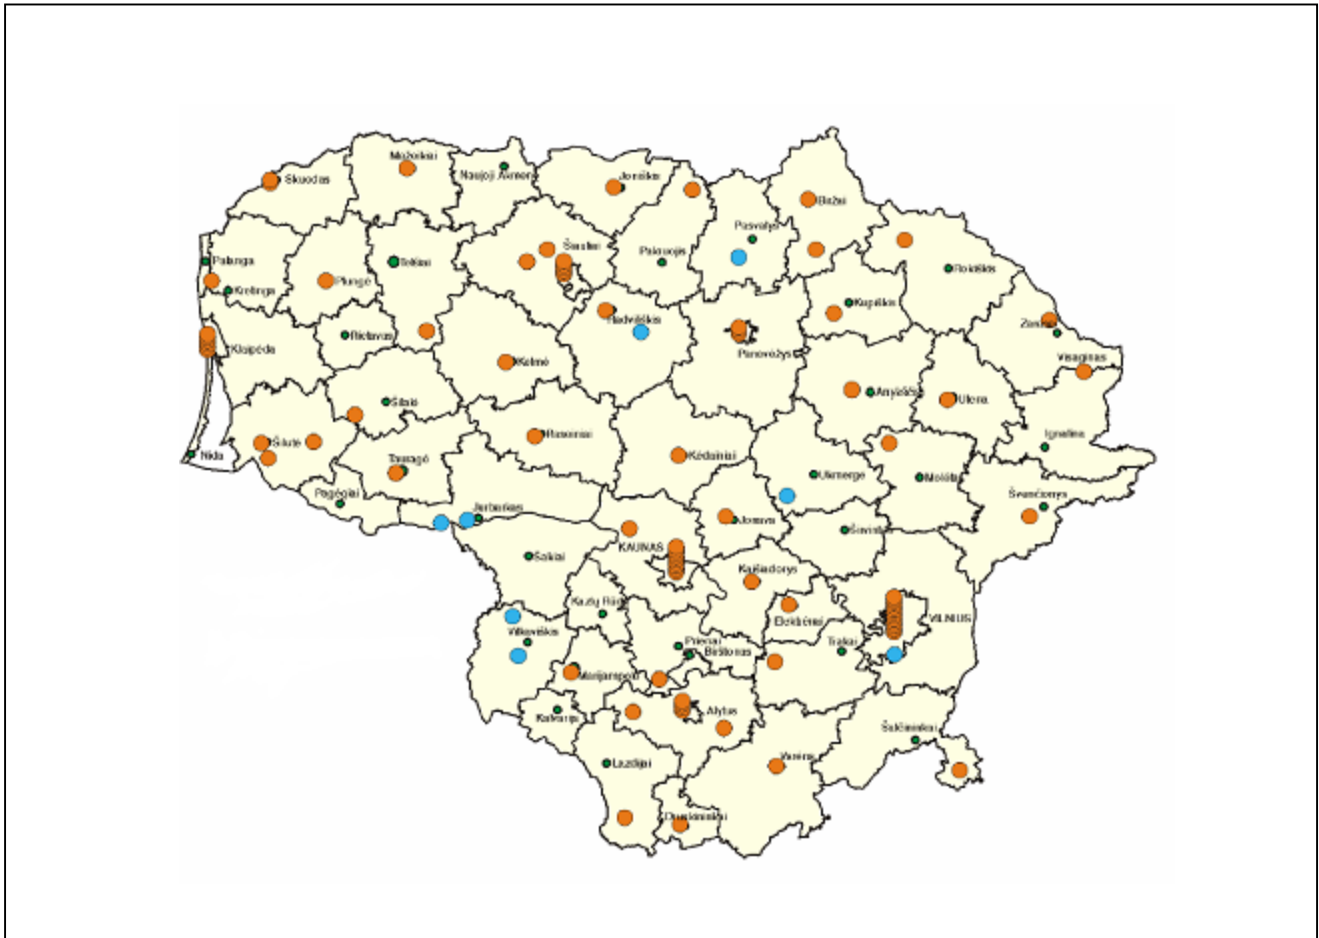 Mažeikiai
Skuodas
Naujoji Akmen
Joniškis
Biržai
Pasvalys
Palanga
Telšiai
Šiauliai
Pakruojis
Rokiškis
Kretinga
Plungė
Kupiškis
Radviliškis
Zarasai
Rietavas
Klaipėda
Panevėžys
Visaginas
Kelmė
Anykščiai
Utena
Šilalė
Raseiniai
Ignalina
Šilutė
Nida
Tauragė
Kėdainiai
Ukmergė
Molėtai
Pagėgiai
Švenčionys
Jurbarkas
Jonava
Širvintos
KAUNAS
Šakiai
Kaišiadorys
Kazlų Rūd
Elektrėnai
VILNIUS
Vilkaviškis
Prienai
Birštonas
Trakai
Marijampolė
Kalvarija
Alytus
Šalčininkai
Lazdijai
Varėna
Druskininkai